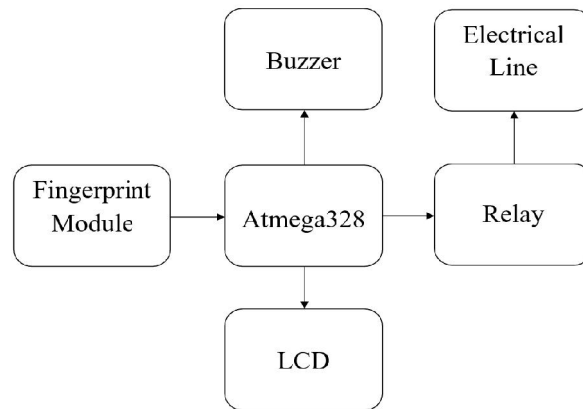 Buzzer
Electrical
Line
Fingerprint
Module
Atmega328
Relay
LCD